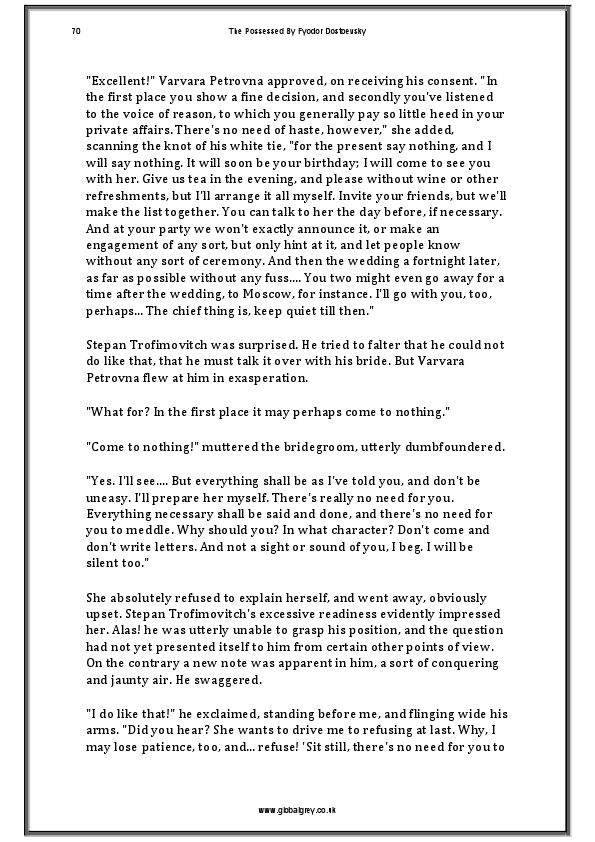 70 The Possessed By Fyodor Dostoevsky
"Excellent!" Varvara Petrovna approved, on receiving his consent. "In
the first place you show a fine decision, and secondly you've listened
to the voice of reason, to which you generally pay so little heed in your
private affairs. There's no need of haste, however," she added,
scanning the knot of his white tie, "for the present say nothing, and I
will say nothing. It will soon be your birthday; I will come to see you
with her. Give us tea in the evening, and please without wine or other
refreshments, but I'll arrange it all myself. Invite your friends, but we'll
make the list together. You can talk to her the day before, if necessary.
And at your party we won't exactly announce it, or make an
engagement of any sort, but only hint at it, and let people know
without any sort of ceremony. And then the wedding a fortnight later,
as far as possible without any fuss.... You two might even go away for a
time after the wedding, to Moscow, for instance. I'll go with you, too,
perhaps... The chief thing is, keep quiet till then."
Stepan Trofimovitch was surprised. He tried to falter that he could not
do like that, that he must talk it over with his bride. But Varvara
Petrovna flew at him in exasperation.
"What for? In the first place it may perhaps come to nothing."
"Come to nothing!" muttered the bridegroom, utterly dumbfoundered.
"Yes. I'll see.... But everything shall be as I've told you, and don't be
uneasy. I'll prepare her myself. There's really no need for you.
Everything necessary shall be said and done, and there's no need for
you to meddle. Why should you? In what character? Don't come and
don't write letters. And not a sight or sound of you, I beg. I will be
silent too."
She absolutely refused to explain herself, and went away, obviously
upset. Stepan Trofimovitch's excessive readiness evidently impressed
her. Alas! he was utterly unable to grasp his position, and the question
had not yet presented itself to him from certain other points of view.
On the contrary a new note was apparent in him, a sort of conquering
and jaunty air. He swaggered.
"I do like that!" he exclaimed, standing before me, and flinging wide his
arms. "Did you hear? She wants to drive me to refusing at last. Why, I
may lose patience, too, and... refuse! 'Sit still, there's no need for you to
www.globalgrey.co.uk